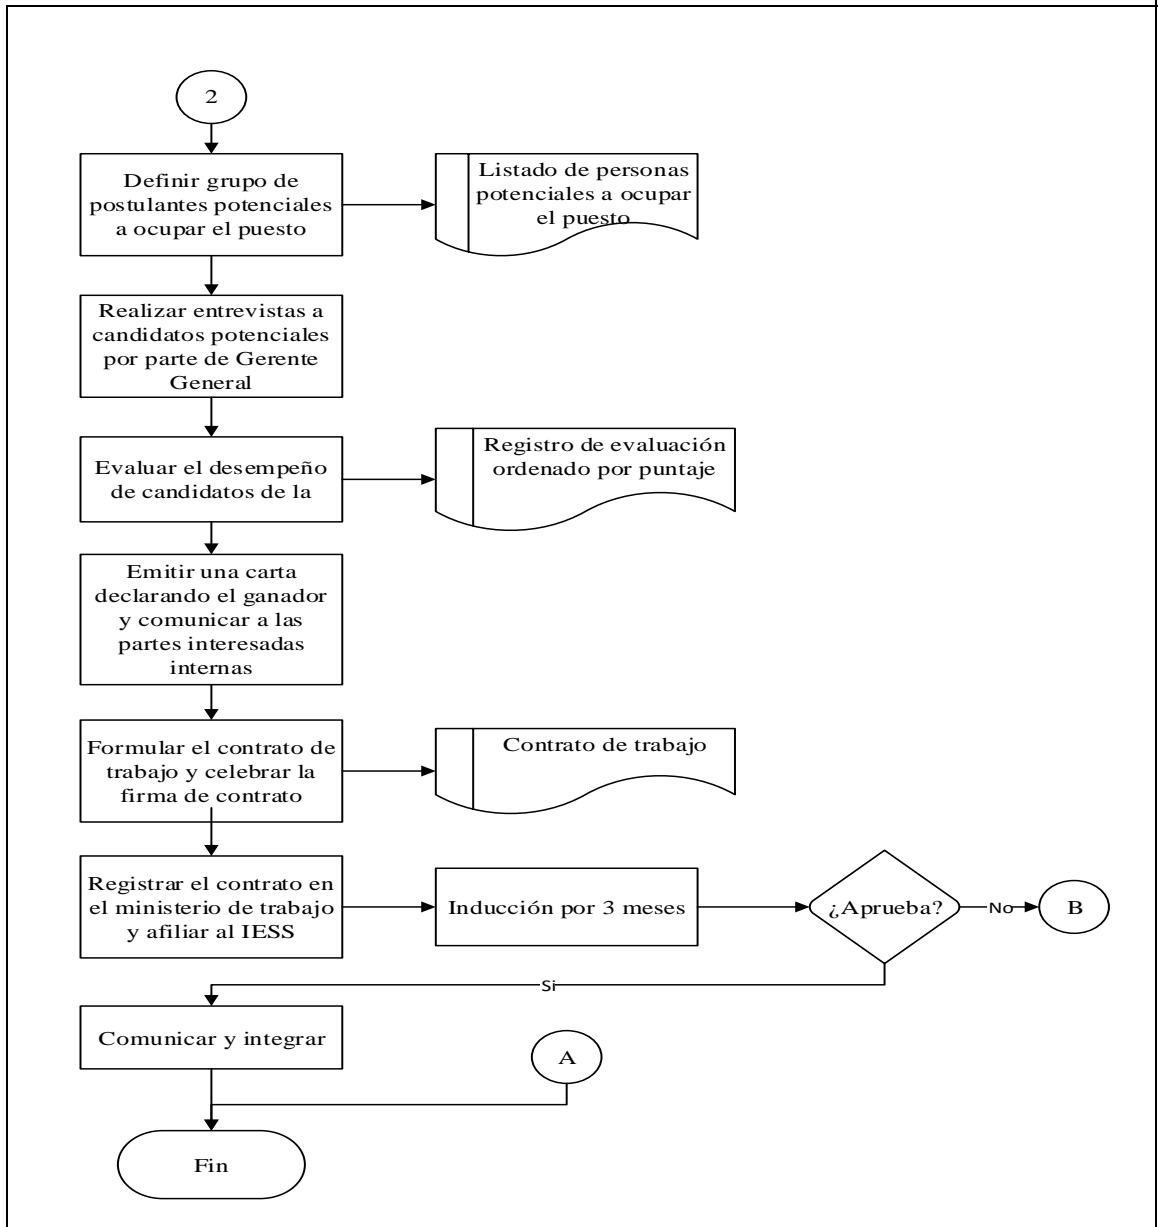 2
Definir grupo de
postulantes potenciales
a ocupar el puesto
Listado de personas
potenciales a ocupar
el puesto
Realizar entrevistas a
candidatos potenciales
por parte de Gerente
General
Evaluar el desempeño
de candidatos de la
Registro de evaluación
ordenado por puntaje
Emitir una carta
declarando el ganador
y comunicar a las
partes interesadas
internas
Formular el contrato de
trabajo y celebrar la
firma de contrato
Contrato de trabajo
Registrar el contrato en
el ministerio de trabajo
y afiliar al IESS
Inducción por 3 meses
¿Aprueba?
No
B
Si
Comunicar y integrar
A
Fin